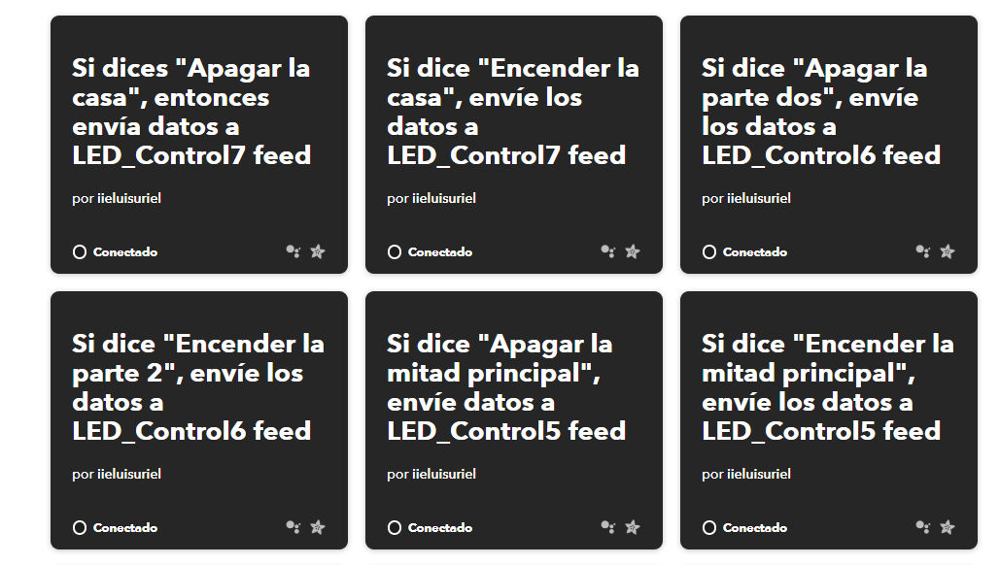 Si dices "Apagar la
casa", entonces
envía datos a
LED_Control7 feed
por iieluisuriel
Conectado
Si dice "Encender la
casa", envíe los
datos a
LED_Control7 feed
por iieluisuriel
Conectado
Si dice "Apagar la
parte dos", envíe
los datos a
LED_Control6 feed
por iieluisuriel
Conectado
Si dice "Encender la
parte 2", envíe los
datos a
LED_Control6 feed
por iieluisuriel
Conectado
Si dice "Apagar la
mitad principal",
envíe datos a
LED_Control5 feed
por iieluisuriel
Conectado
Si dice "Encender la
mitad principal",
envíe los datos a
LED_Control5 feed
por iieluisuriel
Conectado